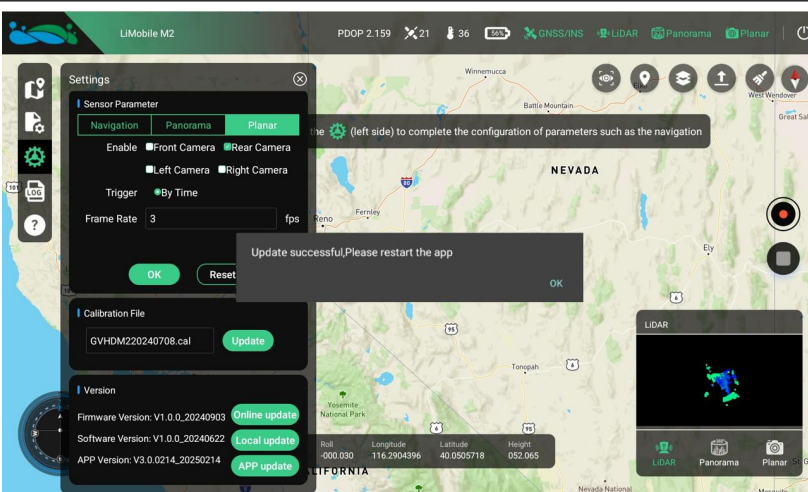 LiMobile M2
PDOP 2.159
21
36
56%
GNSS/INS
LiDAR
Panorama
Planar
Settings
Sensor Parameter
Navigation
Panorama
Planar
Enable
Front Camera
Rear Camera
Left Camera
Right Camera
Trigger
By Time
Frame Rate
3
fps
OK
Reset
Calibration File
GVHDM220240708.cal
Update
Version
Firmware Version: V1.0.0_20240903
Online update
Software Version: V1.0.0_20240622
Local update
APP Version: V3.0.0214_20250214
APP update
LOG
?
101
the
(left side) to complete the configuration of parameters such as the navigation
Update successful,Please restart the app
OK
Winnemucca
Elko
West Wendover
Battle Mountain
Great Sal
NEVADA
80
Reno
Fernley
Ely
6
95
Tonopah
6
Yosemite
National Park
6
95
LIFORNIA
Nevada National
Roll
-000.030
Longitude
116.2904396
Latitude
40.0505718
Height
052.065
LiDAR
LiDAR
Panorama
Planar